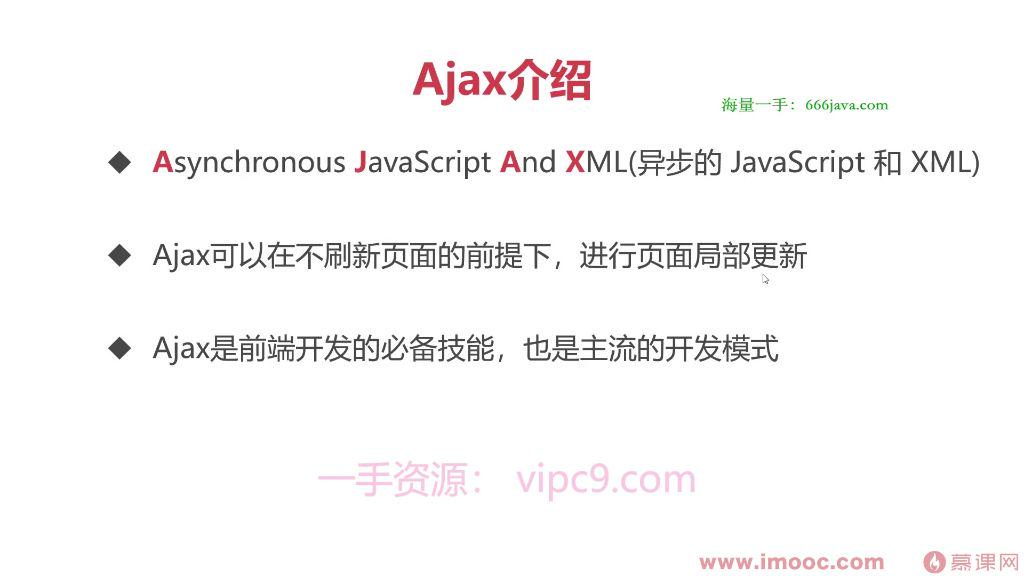 Ajax介绍
海量一手：666java.com
◆ Asynchronous JavaScript And XML(异步的 JavaScript 和 XML)
◆ Ajax可以在不刷新页面的前提下，进行页面局部更新
◆ Ajax是前端开发的必备技能，也是主流的开发模式
一手资源： vipc9.com
www.imooc.com 慕课网